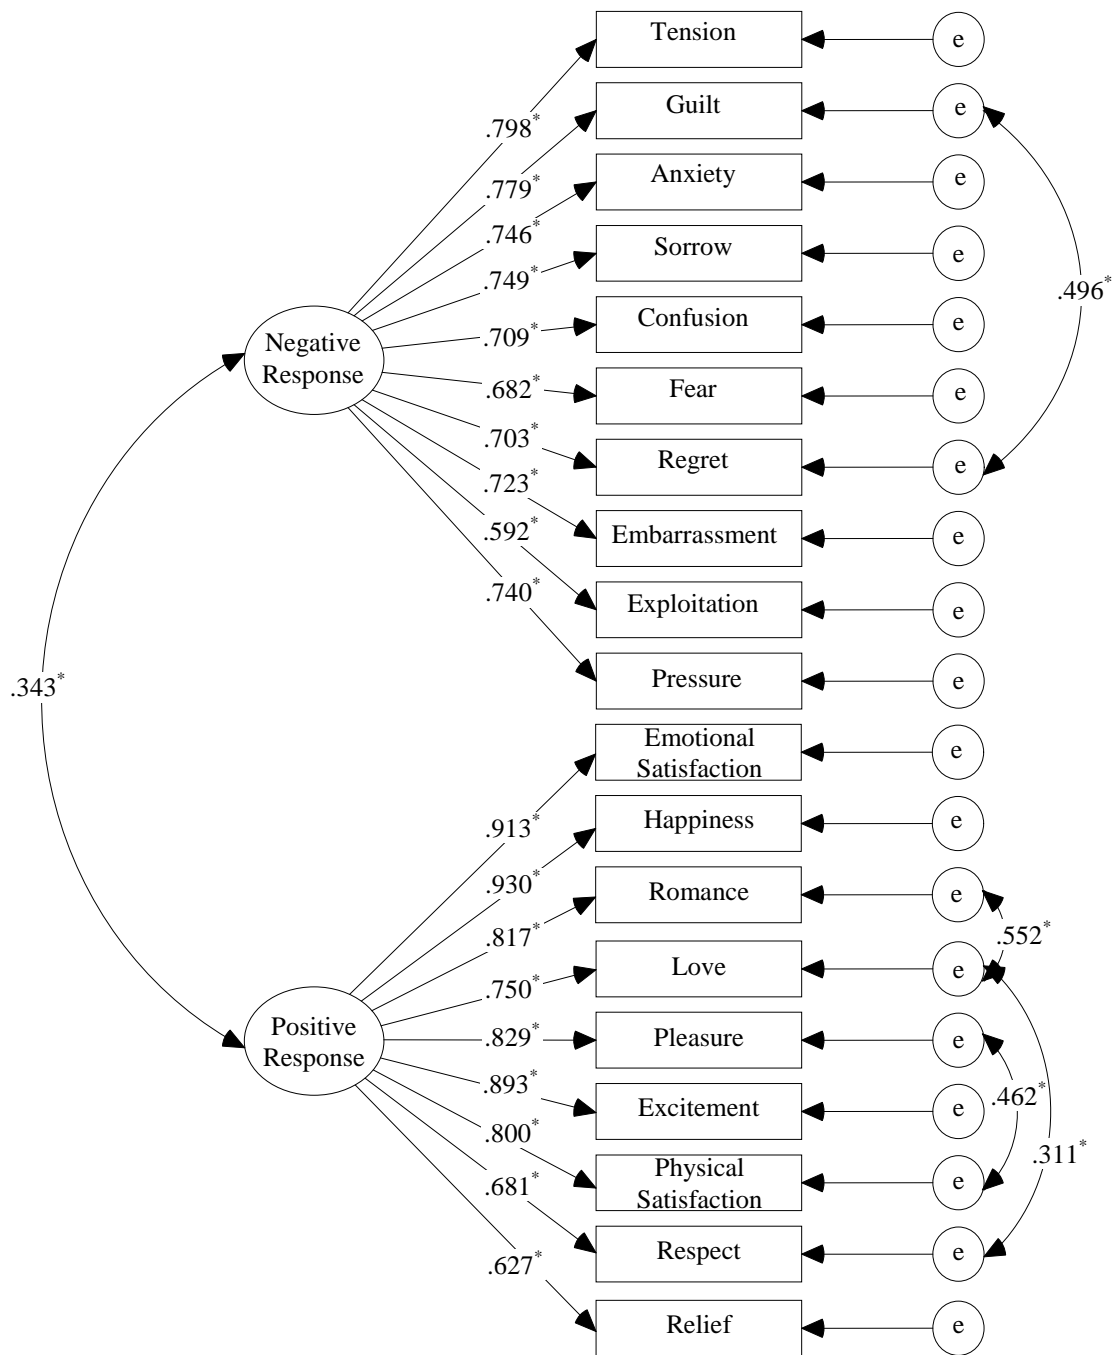 Tension
e
.798*
Guilt
e
.779*
Anxiety
e
.746*
Sorrow
e
.749*
.496*
Confusion
e
.709*
Negative
Response
Fear
e
.682*
Regret
e
.703*
Embarrassment
e
.723*
Exploitation
e
.592*
Pressure
e
.740*
.343*
Emotional
Satisfaction
e
.913*
Happiness
e
.930*
Romance
e
.817*
.552*
Love
e
.750*
Positive
Response
Pleasure
e
.829*
.462*
Excitement
e
.893*
.311*
Physical
Satisfaction
e
.800*
Respect
e
.681*
Relief
e
.627*